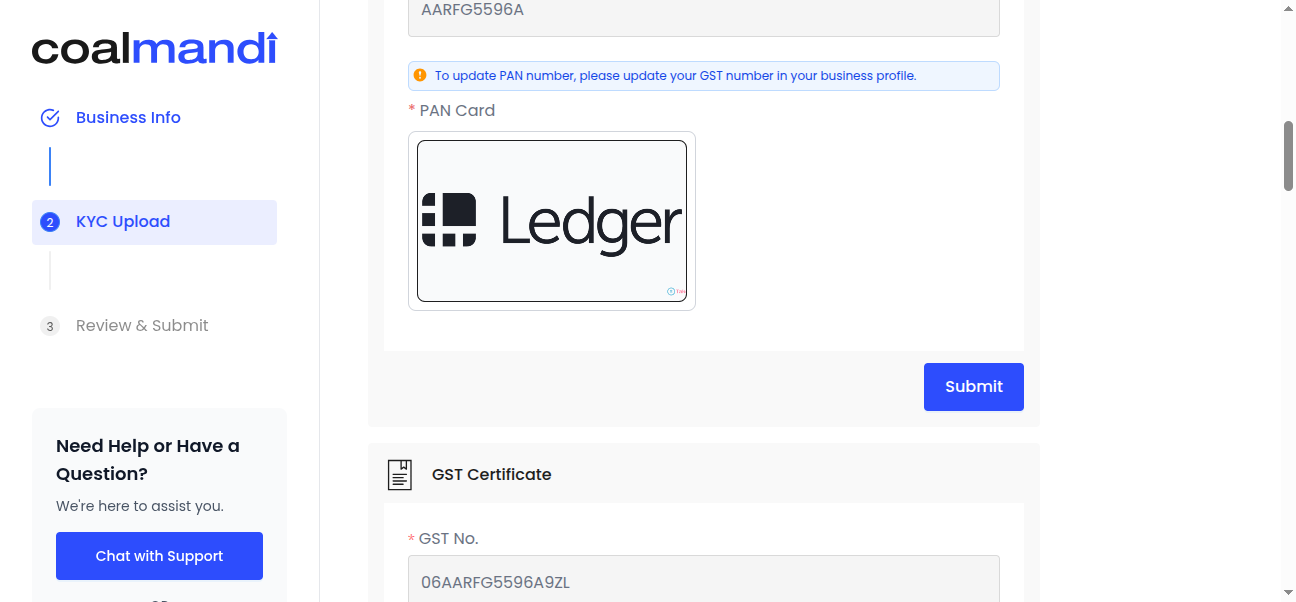 coalmandi
Business Info
2 KYC Upload
3 Review & Submit
Need Help or Have a
Question?
We're here to assist you.
Chat with Support
AARFG5596A
To update PAN number, please update your GST number in your business profile.
* PAN Card
Ledger
Submit
GST Certificate
* GST No.
06AARFG5596A9ZL